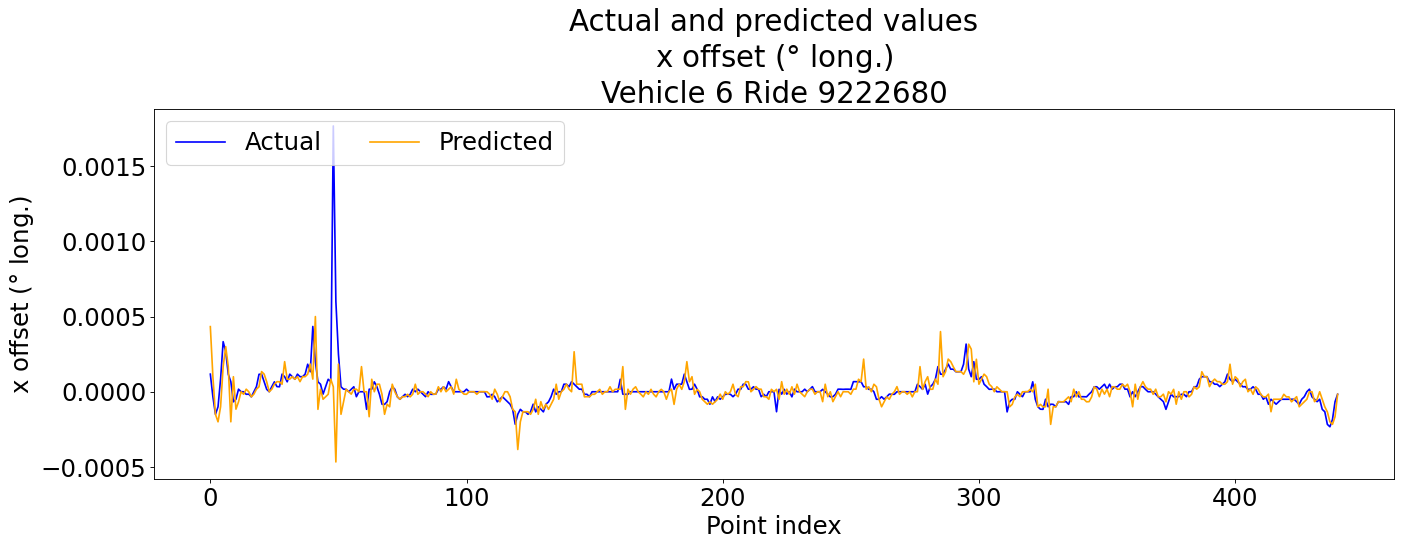 Actual and predicted values
x offset (° long.)
Vehicle 6 Ride 9222680
Actual Predicted
x offset (° long.)
0.0015
0.0010
0.0005
0.0000
−0.0005
0 100 200 300 400
Point index